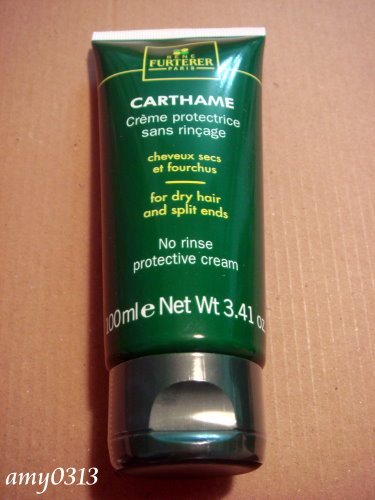 RENE
FURTERER
PARIS
CARTHAME
Crème protectrice
sans rinçage
cheveux secs
et fourchus
for dry hair
and split ends
No rinse
protective cream
100ml e Net Wt 3.41 oz
amy0313